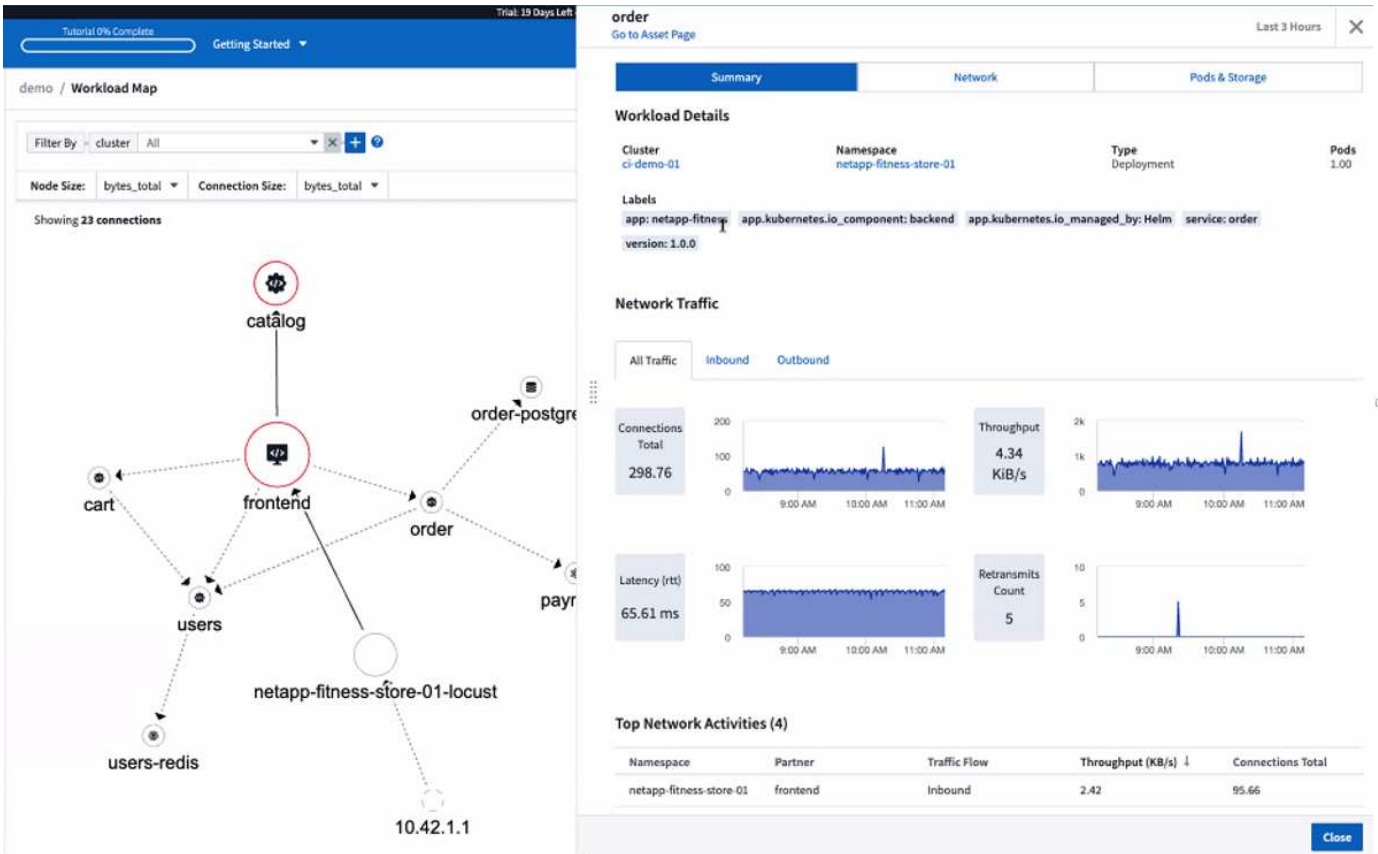 Trial: 19 Days Left
Tutorial 0% Complete
Getting Started
demo / Workload Map
Filter By cluster All
Node Size: bytes_total Connection Size: bytes_total
Showing 23 connections
catalog
order-postgre
cart
frontend
order
users
payr
netapp-fitness-store-01-locust
users-redis
10.42.1.1
order
Go to Asset Page
Last 3 Hours
Summary Network Pods & Storage
Workload Details
Cluster Namespace Type Pods
ci-demo-01 netapp-fitness-store-01 Deployment 1.00
Labels
app: netapp-fitness app.kubernetes.io_component: backend app.kubernetes.io_managed_by: Helm service: order
version: 1.0.0
Network Traffic
All Traffic Inbound Outbound
Connections
Total
298.76
200
100
0
9:00 AM 10:00 AM 11:00 AM
Throughput
4.34
KiB/s
2k
1k
0
9:00 AM 10:00 AM 11:00 AM
Latency (rtt)
65.61 ms
100
50
0
9:00 AM 10:00 AM 11:00 AM
Retransmits
Count
5
10
5
0
9:00 AM 10:00 AM 11:00 AM
Top Network Activities (4)
Namespace Partner Traffic Flow Throughput (KB/s) ↓ Connections Total
netapp-fitness-store-01 frontend Inbound 2.42 95.66
Close